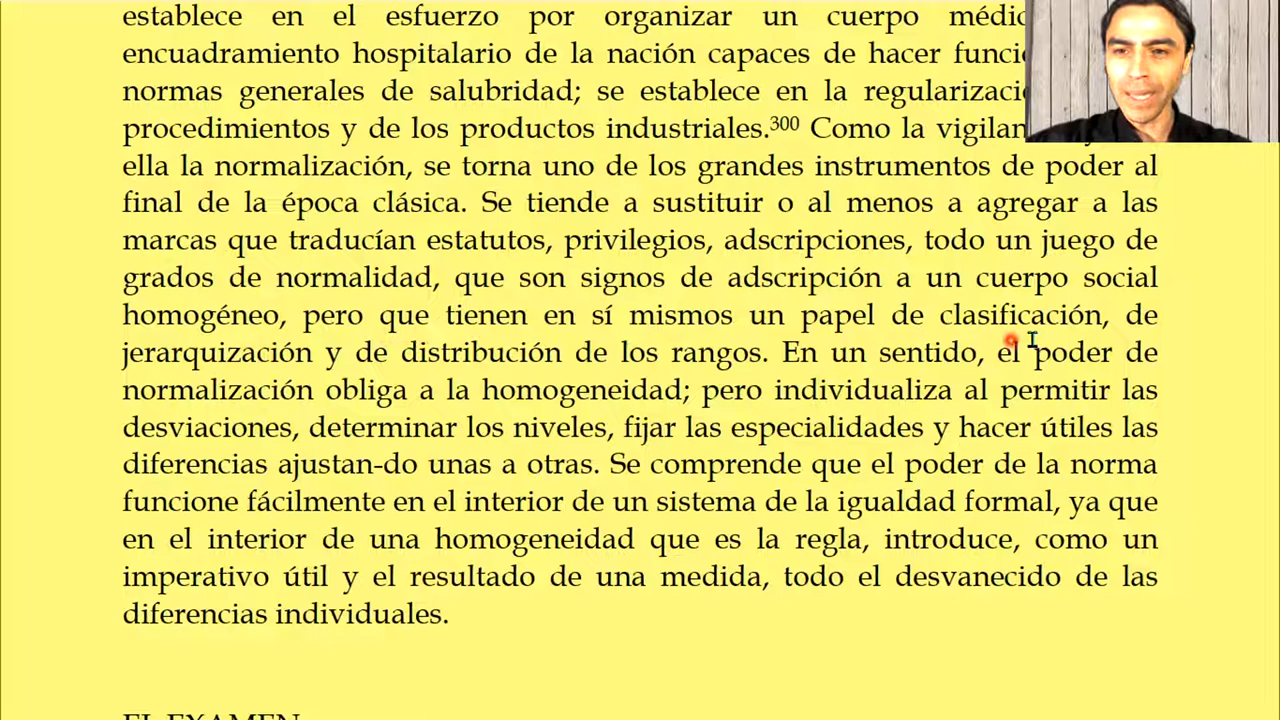 establece en el esfuerzo por organizar un cuerpo médic
encuadramiento hospitalario de la nación capaces de hacer funci
normas generales de salubridad; se establece en la regularizaci
procedimientos y de los productos industriales.³⁰⁰ Como la vigilan
ella la normalización, se torna uno de los grandes instrumentos de poder al
final de la época clásica. Se tiende a sustituir o al menos a agregar a las
marcas que traducían estatutos, privilegios, adscripciones, todo un juego de
grados de normalidad, que son signos de adscripción a un cuerpo social
homogéneo, pero que tienen en sí mismos un papel de clasificación, de
jerarquización y de distribución de los rangos. En un sentido, el poder de
normalización obliga a la homogeneidad; pero individualiza al permitir las
desviaciones, determinar los niveles, fijar las especialidades y hacer útiles las
diferencias ajustan-do unas a otras. Se comprende que el poder de la norma
funcione fácilmente en el interior de un sistema de la igualdad formal, ya que
en el interior de una homogeneidad que es la regla, introduce, como un
imperativo útil y el resultado de una medida, todo el desvanecido de las
diferencias individuales.
EL EXAMEN